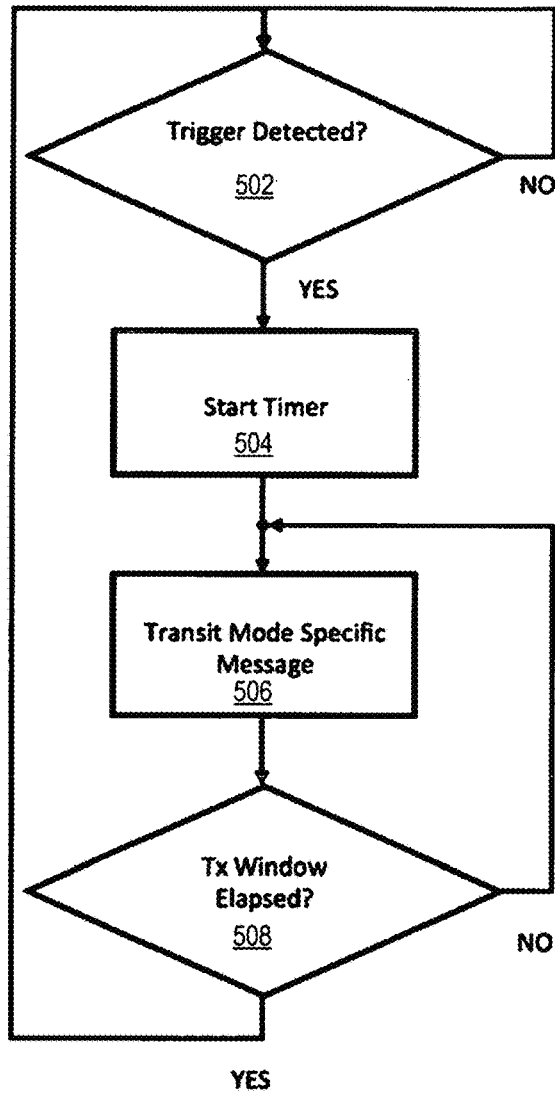 Trigger Detected?
502
NO
YES
Start Timer
504
Transit Mode Specific
Message
506
Tx Window
Elapsed?
508
NO
YES